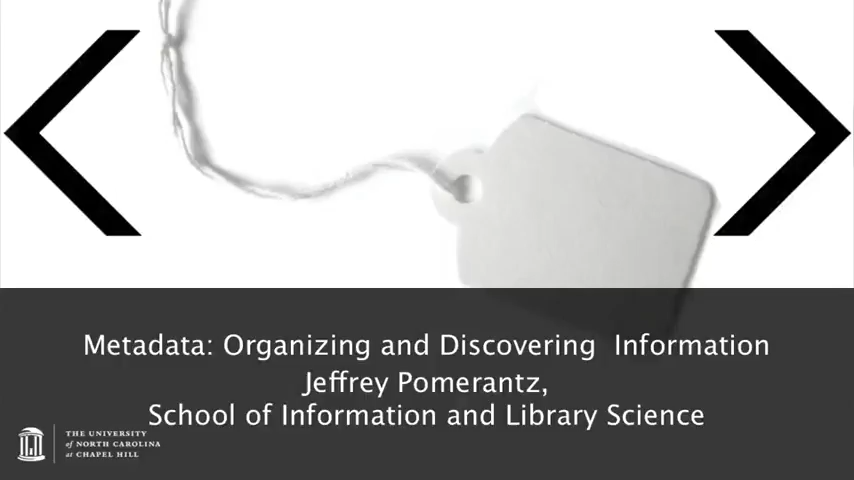 Metadata: Organizing and Discovering  Information
Jeffrey Pomerantz,
School of Information and Library Science
THE UNIVERSITY
of NORTH CAROLINA
at CHAPEL HILL